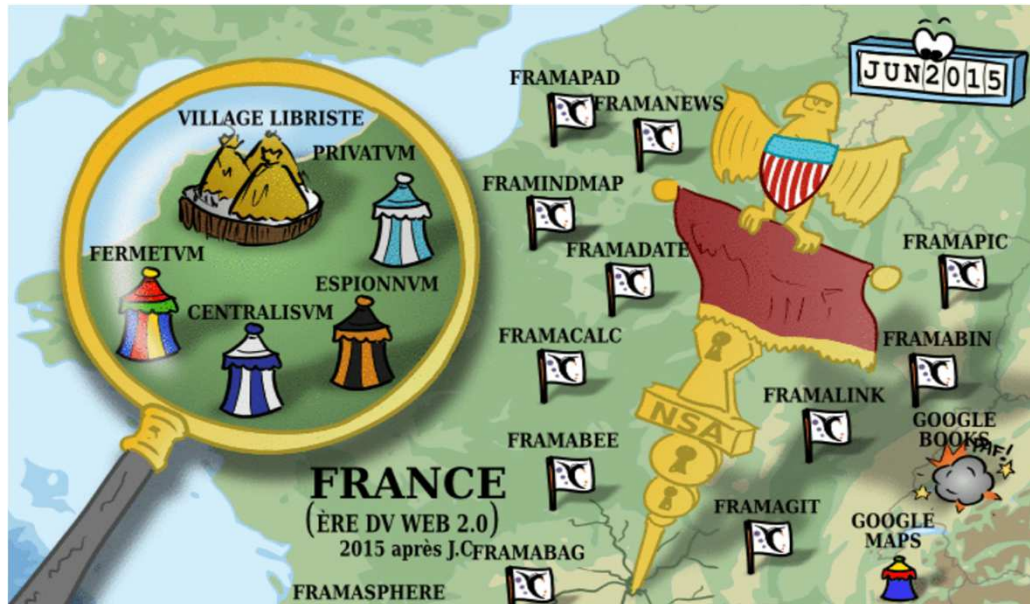 JUN2015
FRAMAPAD
FRAMANEWS
VILLAGE LIBRISTE
PRIVATVM
FRAMINDMAP
FERMETVM
FRAMADATE
FRAMAPIC
ESPIONNVM
CENTRALISVM
FRAMACALC
FRAMABIN
FRAMALINK
NSA
GOOGLE
BOOKS
PAF!
FRAMABEE
FRANCE
(ÈRE DV WEB 2.0)
2015 après J.C
FRAMAGIT
GOOGLE
MAPS
FRAMABAG
FRAMASPHERE